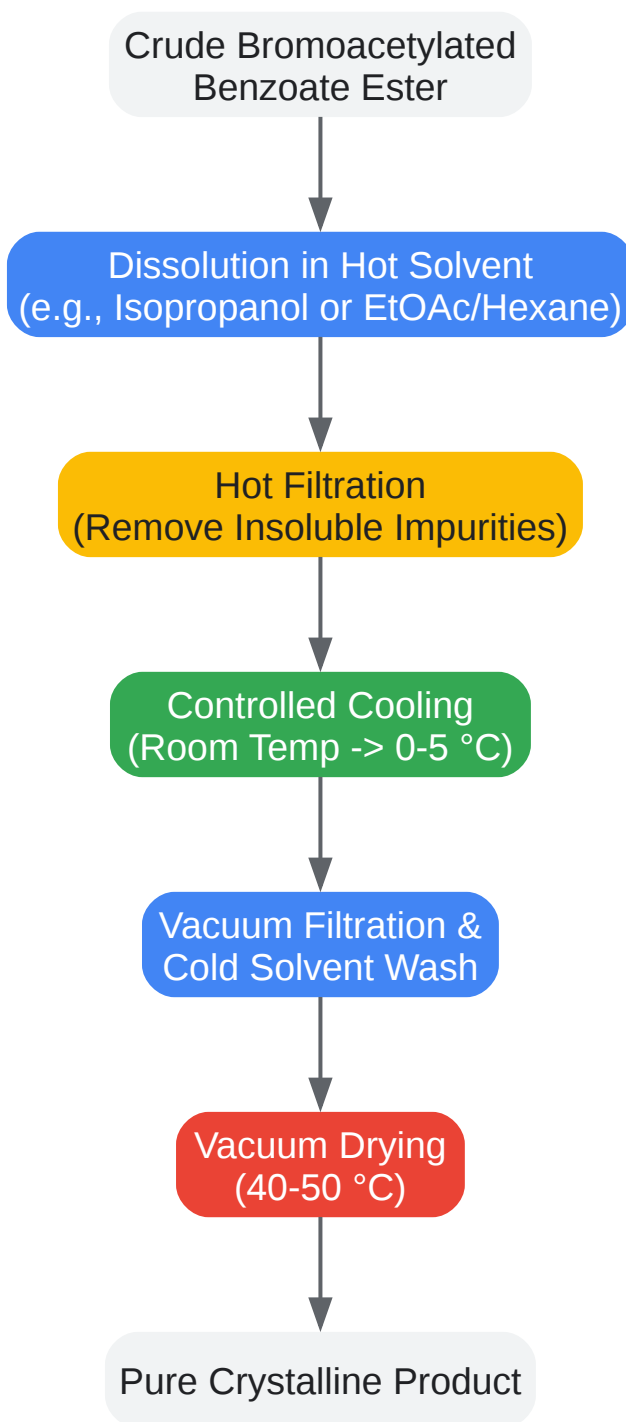 Crude Bromoacetylated
Benzoate Ester
Dissolution in Hot Solvent
(e.g., Isopropanol or EtOAc/Hexane)
Hot Filtration
(Remove Insoluble Impurities)
Controlled Cooling
(Room Temp -> 0-5 °C)
Vacuum Filtration &
Cold Solvent Wash
Vacuum Drying
(40-50 °C)
Pure Crystalline Product